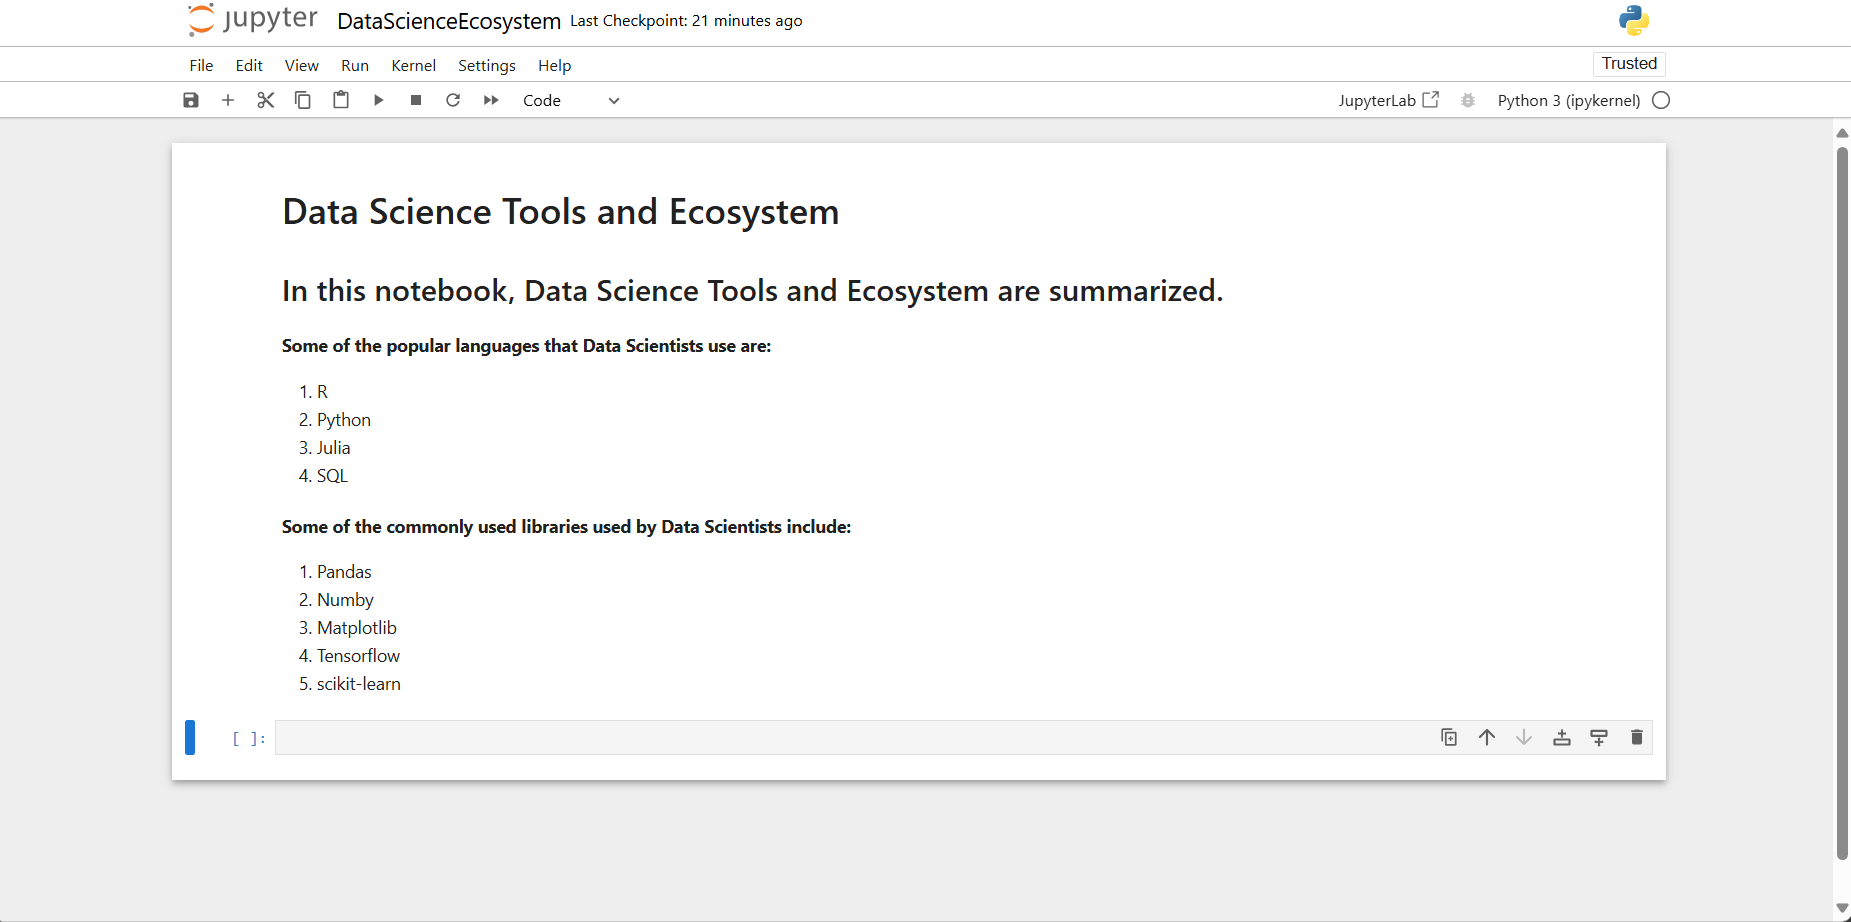 jupyter DataScienceEcosystem Last Checkpoint: 21 minutes ago
File Edit View Run Kernel Settings Help Trusted
Code JupyterLab Python 3 (ipykernel)
Data Science Tools and Ecosystem
In this notebook, Data Science Tools and Ecosystem are summarized.
Some of the popular languages that Data Scientists use are:
1. R
2. Python
3. Julia
4. SQL
Some of the commonly used libraries used by Data Scientists include:
1. Pandas
2. Numby
3. Matplotlib
4. Tensorflow
5. scikit-learn
[ ]: